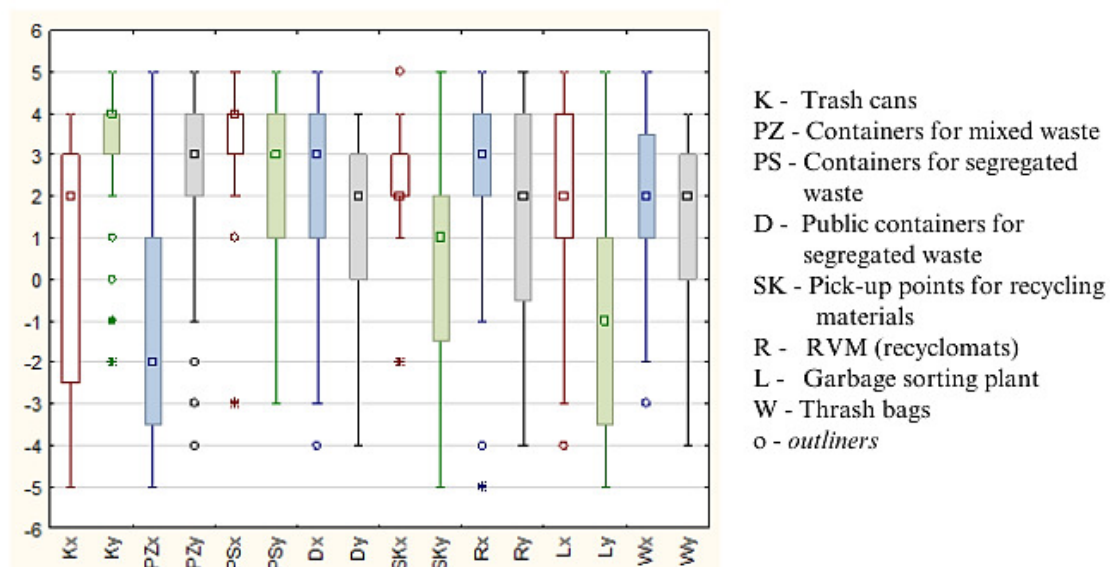 6
5
4
3
2
1
0
-1
-2
-3
-4
-5
-6
Kx Ky PZx PZy PSx PSy Dx Dy SKx SKy Rx Ry Lx Ly Wx Wy
K - Trash cans
PZ - Containers for mixed waste
PS - Containers for segregated
waste
D - Public containers for
segregated waste
SK - Pick-up points for recycling
materials
R - RVM (recyclomats)
L - Garbage sorting plant
W - Thrash bags
o - outliners